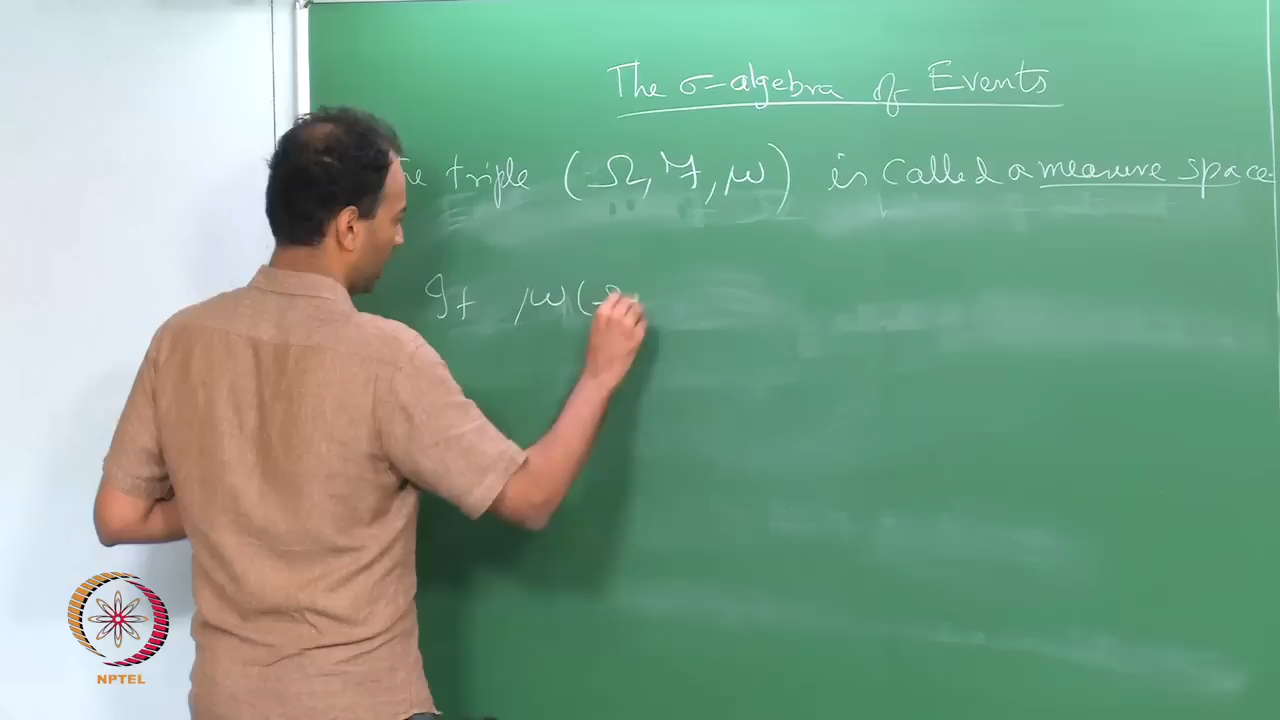 The σ-algebra of Events
triple (Ω, F, μ) is called a measure space.
If μ(Ω
NPTEL